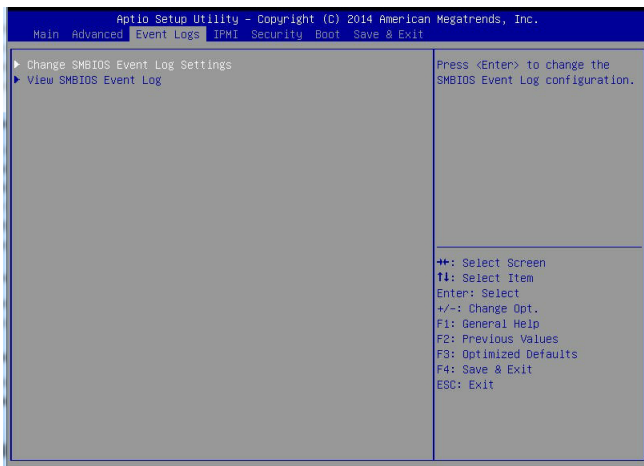 Aptio Setup Utility – Copyright (C) 2014 American Megatrends, Inc.
Main Advanced Event Logs IPMI Security Boot Save & Exit
▶ Change SMBIOS Event Log Settings
▶ View SMBIOS Event Log
Press <Enter> to change the
SMBIOS Event Log configuration.
→←: Select Screen
↑↓: Select Item
Enter: Select
+/-: Change Opt.
F1: General Help
F2: Previous Values
F3: Optimized Defaults
F4: Save & Exit
ESC: Exit